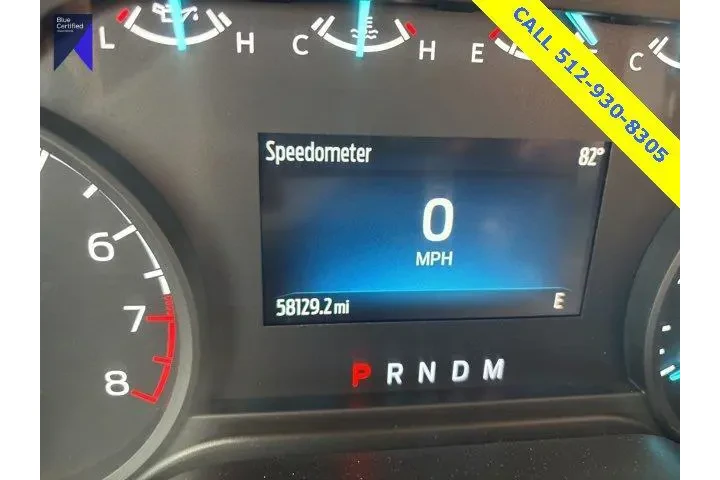 Blue
Certified
CALL 512-930-8305
L H C H E C
Speedometer 82°
0
MPH
58129.2 mi E
6
7
8
P R N D M